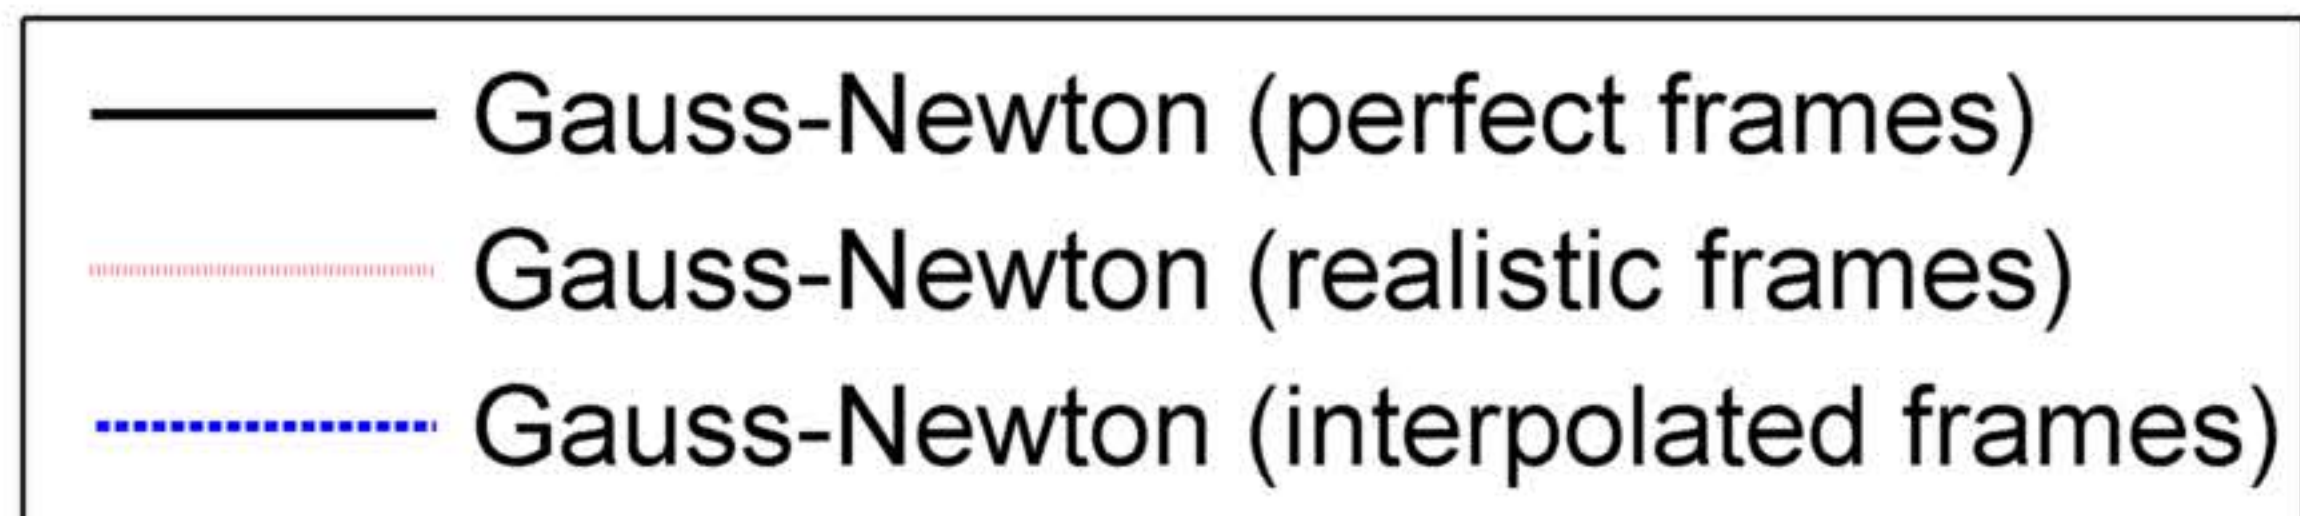 Gauss-Newton (perfect frames)
Gauss-Newton (realistic frames)
Gauss-Newton (interpolated frames)